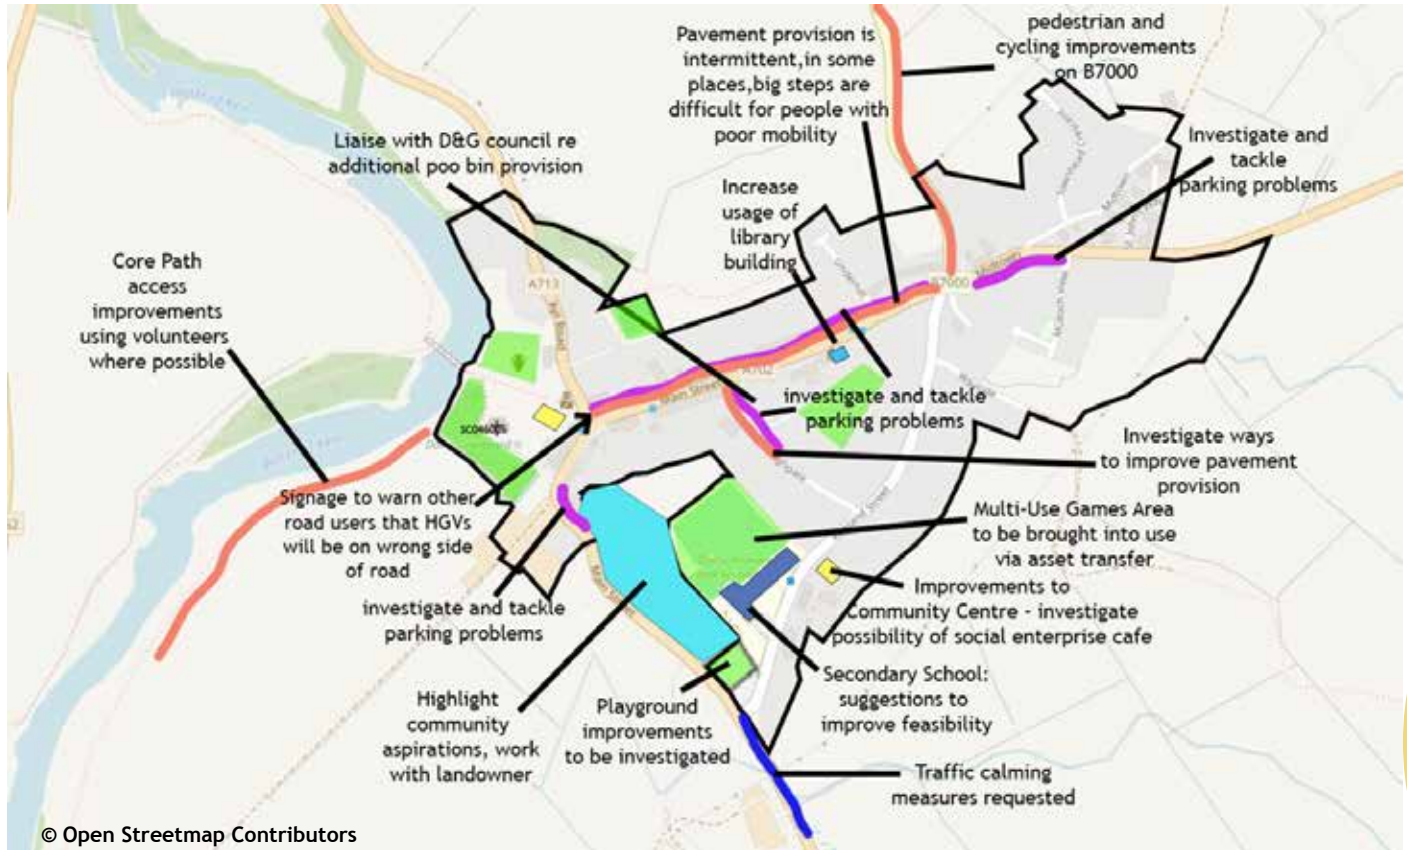 pedestrian and
cycling improvements
on B7000
Pavement provision is
intermittent,in some
places,big steps are
difficult for people with
poor mobility
Investigate and
tackle
parking problems
Liaise with D&G council re
additional poo bin provision
Increase
usage of
library
building
Core Path
access
improvements
using volunteers
where possible
A713
B7000
A702
Main Street
investigate and tackle
parking problems
Investigate ways
to improve pavement
provision
Signage to warn other
road users that HGVs
will be on wrong side
of road
Multi-Use Games Area
to be brought into use
via asset transfer
investigate and tackle
parking problems
Main Street
Improvements to
Community Centre - investigate
possibility of social enterprise cafe
Secondary School:
suggestions to
improve feasibility
Highlight
community
aspirations, work
with landowner
Playground
improvements
to be investigated
Traffic calming
measures requested
© Open Streetmap Contributors